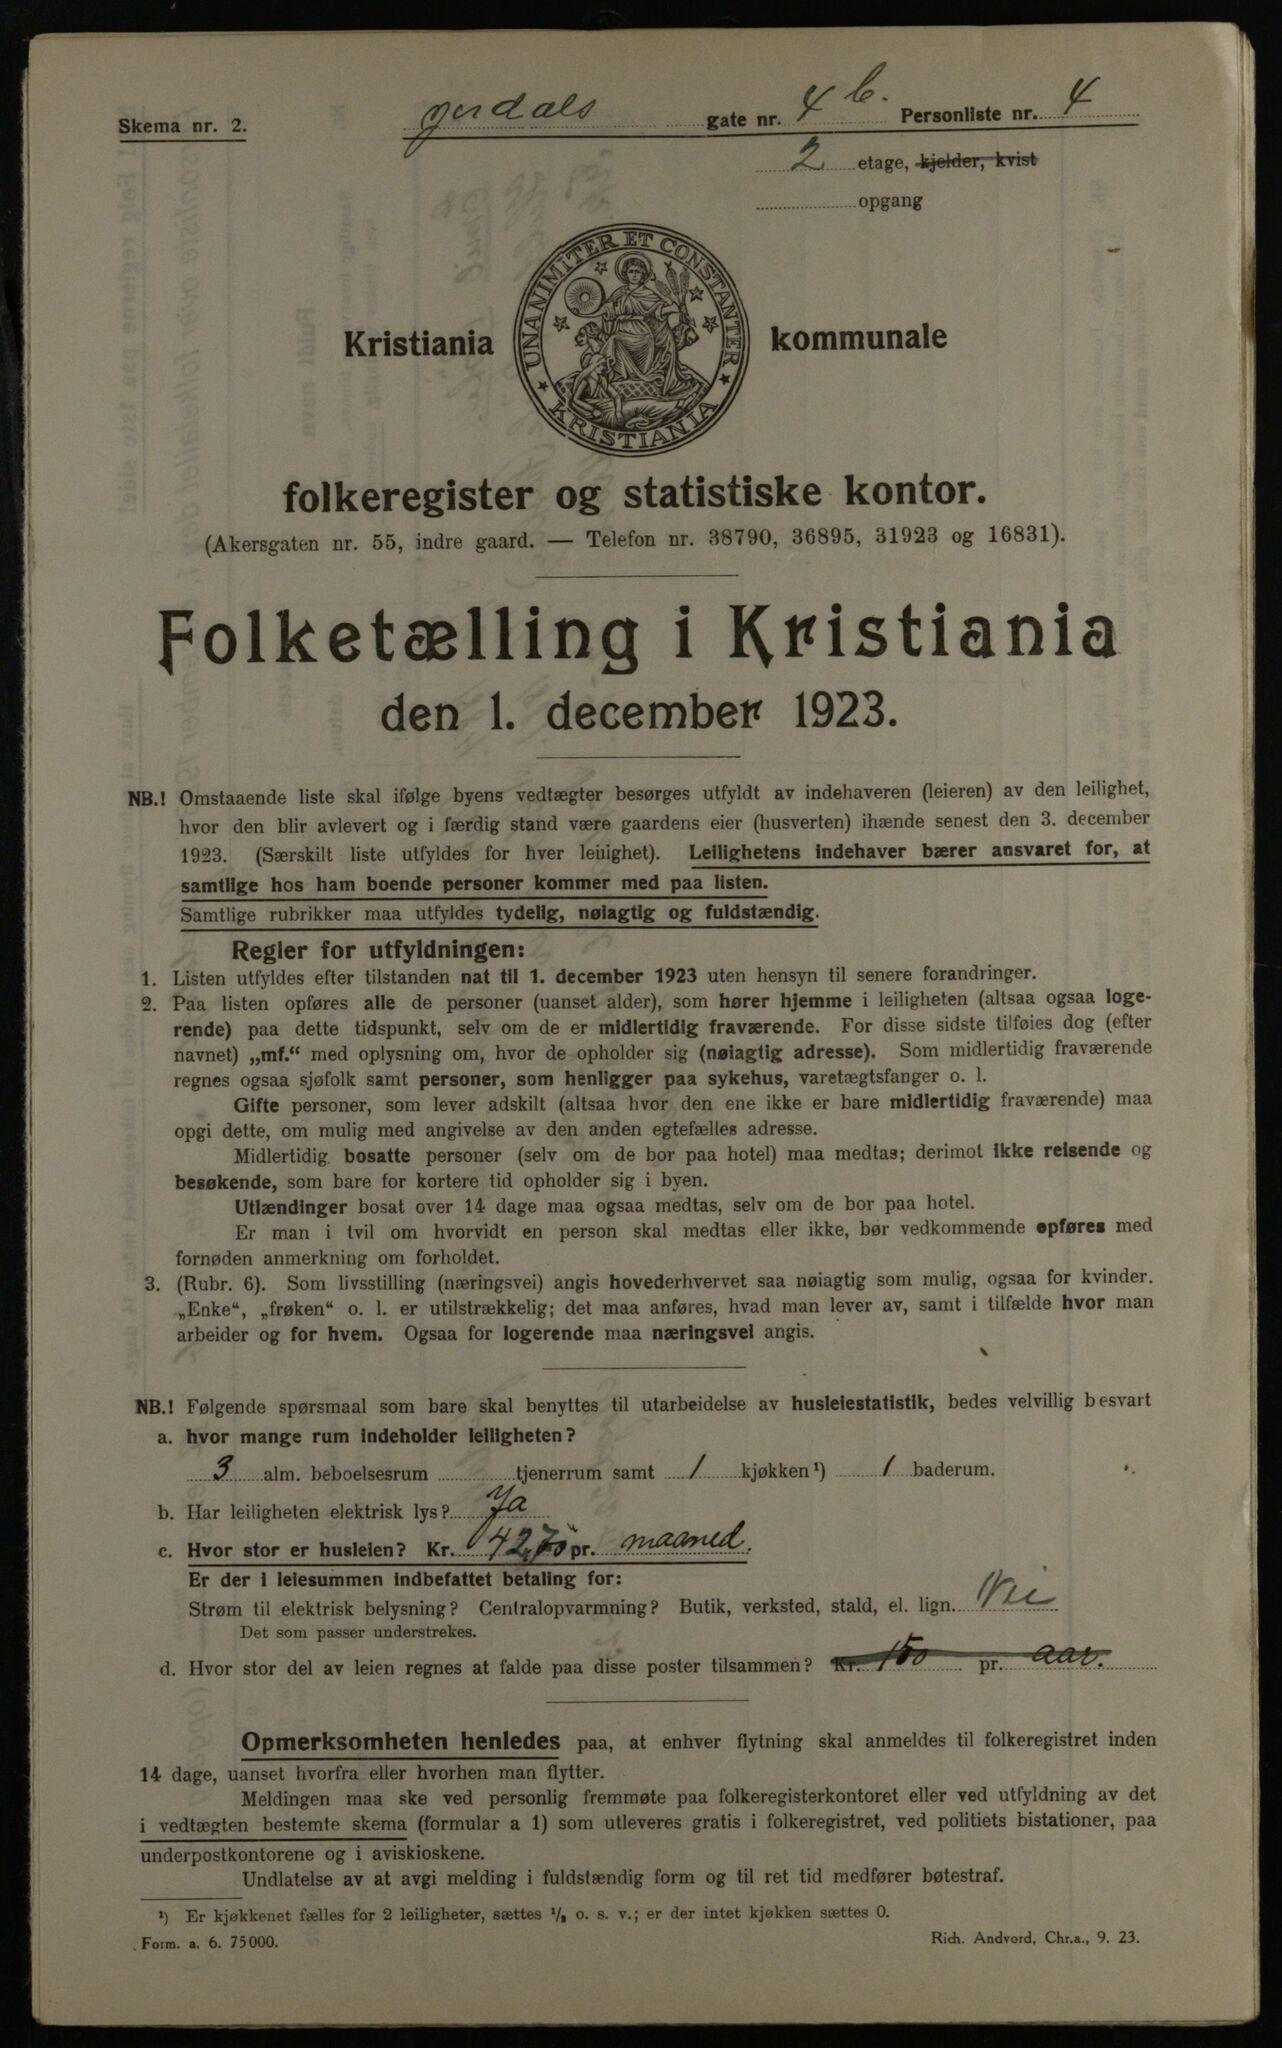 Skema nr. 2.
Gjerdals gate nr. 4 b. Personliste nr. 4
2 etage, kjelder, kvist
opgang
UNANIMITER ET CONSTANTER
KRISTIANIA
Kristiania kommunale
folkeregister og statistiske kontor.
(Akersgaten nr. 55, indre gaard. — Telefon nr. 38790, 36895, 31923 og 16831).
Folketælling i Kristiania
den 1. december 1923.
NB.! Omstaaende liste skal ifølge byens vedtægter besørges utfyldt av indehaveren (leieren) av den leilighet,
hvor den blir avlevert og i færdig stand være gaardens eier (husverten) ihænde senest den 3. december
1923. (Særskilt liste utfyldes for hver leilighet). Leilighetens indehaver bærer ansvaret for, at
samtlige hos ham boende personer kommer med paa listen.
Samtlige rubrikker maa utfyldes tydelig, nøiagtig og fuldstændig.
Regler for utfyldningen:
1. Listen utfyldes efter tilstanden nat til 1. december 1923 uten hensyn til senere forandringer.
2. Paa listen opføres alle de personer (uanset alder), som hører hjemme i leiligheten (altsaa ogsaa loge-
rende) paa dette tidspunkt, selv om de er midlertidig fraværende. For disse sidste tilføies dog (efter
navnet) „mf.“ med oplysning om, hvor de opholder sig (nøiagtig adresse). Som midlertidig fraværende
regnes ogsaa sjøfolk samt personer, som henligger paa sykehus, varetægtsfanger o. l.
Gifte personer, som lever adskilt (altsaa hvor den ene ikke er bare midlertidig fraværende) maa
opgi dette, om mulig med angivelse av den anden egtefælles adresse.
Midlertidig bosatte personer (selv om de bor paa hotel) maa medtas; derimot ikke reisende og
besøkende, som bare for kortere tid opholder sig i byen.
Utlændinger bosat over 14 dage maa ogsaa medtas, selv om de bor paa hotel.
Er man i tvil om hvorvidt en person skal medtas eller ikke, bør vedkommende opføres med
fornøden anmerkning om forholdet.
3. (Rubr. 6). Som livsstilling (næringsvei) angis hovederhvervet saa nøiagtig som mulig, ogsaa for kvinder.
„Enke“, „frøken“ o. l. er utilstrækkelig; det maa anføres, hvad man lever av, samt i tilfælde hvor man
arbeider og for hvem. Ogsaa for logerende maa næringsvei angis.
NB.! Følgende spørsmaal som bare skal benyttes til utarbeidelse av husleiestatistik, bedes velvillig besvart
a. hvor mange rum indeholder leiligheten?
3 alm. beboelsesrum tjenerrum samt 1 kjøkken¹) 1 baderum.
b. Har leiligheten elektrisk lys? Ja
c. Hvor stor er husleien? Kr. 42,70 pr. maaned.
Er der i leiesummen indbefattet betaling for:
Strøm til elektrisk belysning? Centralopvarmning? Butik, verksted, stald, el. lign. Nei
Det som passer understrekes.
d. Hvor stor del av leien regnes at falde paa disse poster tilsammen? Kr. 150 pr. aar.
Opmerksomheten henledes paa, at enhver flytning skal anmeldes til folkeregistret inden
14 dage, uanset hvorfra eller hvorhen man flytter.
Meldingen maa ske ved personlig fremmøte paa folkeregisterkontoret eller ved utfyldning av det
i vedtægten bestemte skema (formular a 1) som utleveres gratis i folkeregistret, ved politiets bistationer, paa
underpostkontorene og i aviskioskene.
Undlatelse av at avgi melding i fuldstændig form og til ret tid medfører bøtestraf.
¹) Er kjøkkenet fælles for 2 leiligheter, sættes ½ o. s. v.; er der intet kjøkken sættes 0.
Form. a. 6. 75000. Rich. Andvord, Chr.a., 9. 23.